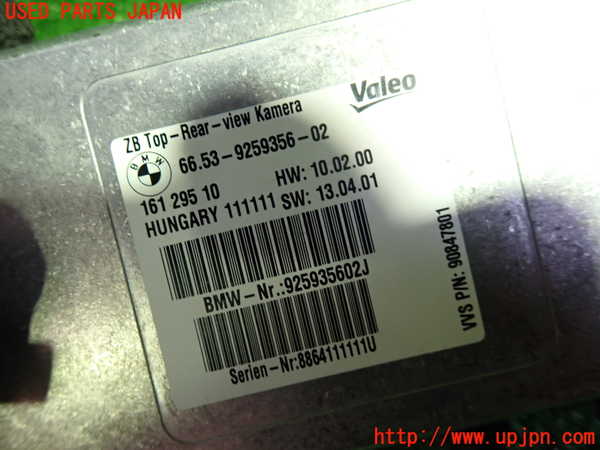 USED PARTS JAPAN
Valeo
ZB Top-Rear-view Kamera
BMW
66.53-9259356-02
161 295 10
HW: 10.02.00
HUNGARY 111111 SW: 13.04.01
BMW-Nr.:925935602J
Serien-Nr:8864111111U
VVS P/N: 90847801
http://www.upjpn.com